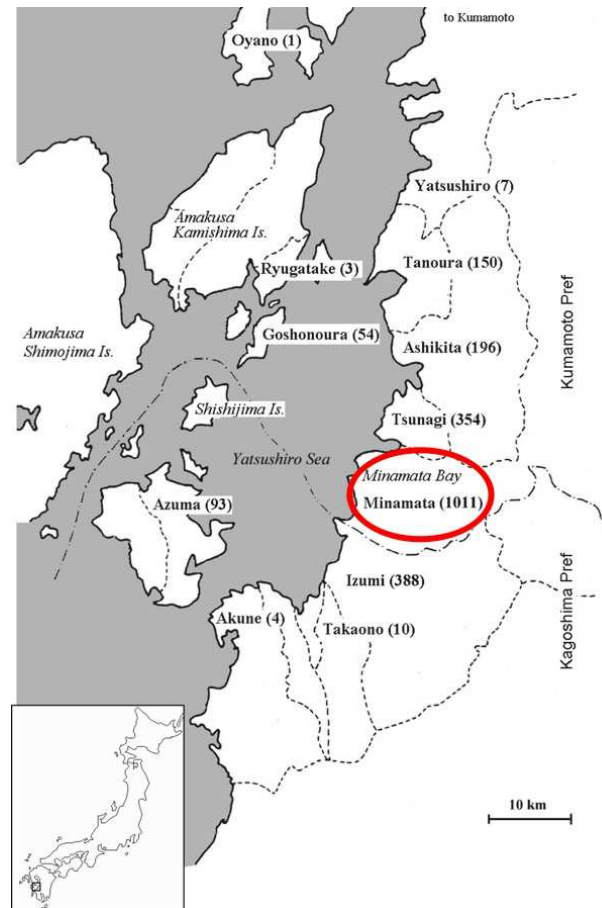 to Kumamoto
Oyano (1)
Yatsushiro (7)
Amakusa
Kamishima Is.
Tanoura (150)
Ryugatake (3)
Kumamoto Pref
Goshonoura (54)
Amakusa
Shimojima Is.
Ashikita (196)
Shishijima Is.
Tsunagi (354)
Yatsushiro Sea
Minamata Bay
Minamata (1011)
Azuma (93)
Izumi (388)
Kagoshima Pref
Akune (4)
Takaono (10)
10 km